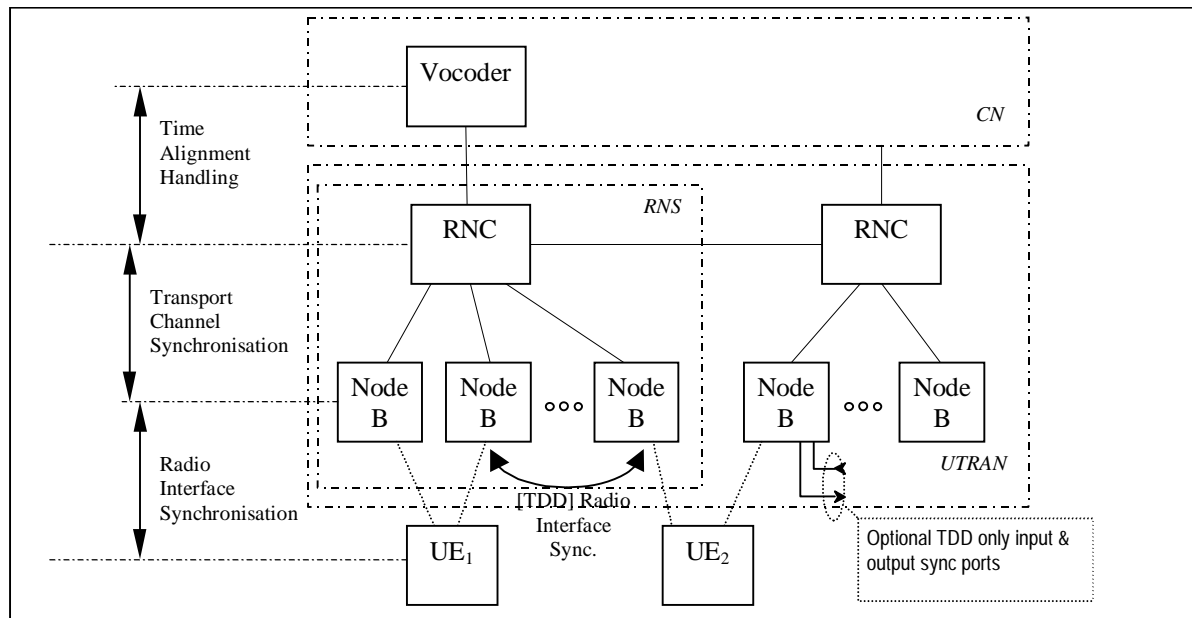 Vocoder
CN
Time
Alignment
Handling
RNS
RNC
RNC
Transport
Channel
Synchronisation
Node
B
Node
B
Node
B
Node
B
Node
B
UTRAN
Radio
Interface
Synchronisation
[TDD] Radio
Interface
Sync.
UE1
UE2
Optional TDD only input &
output sync ports